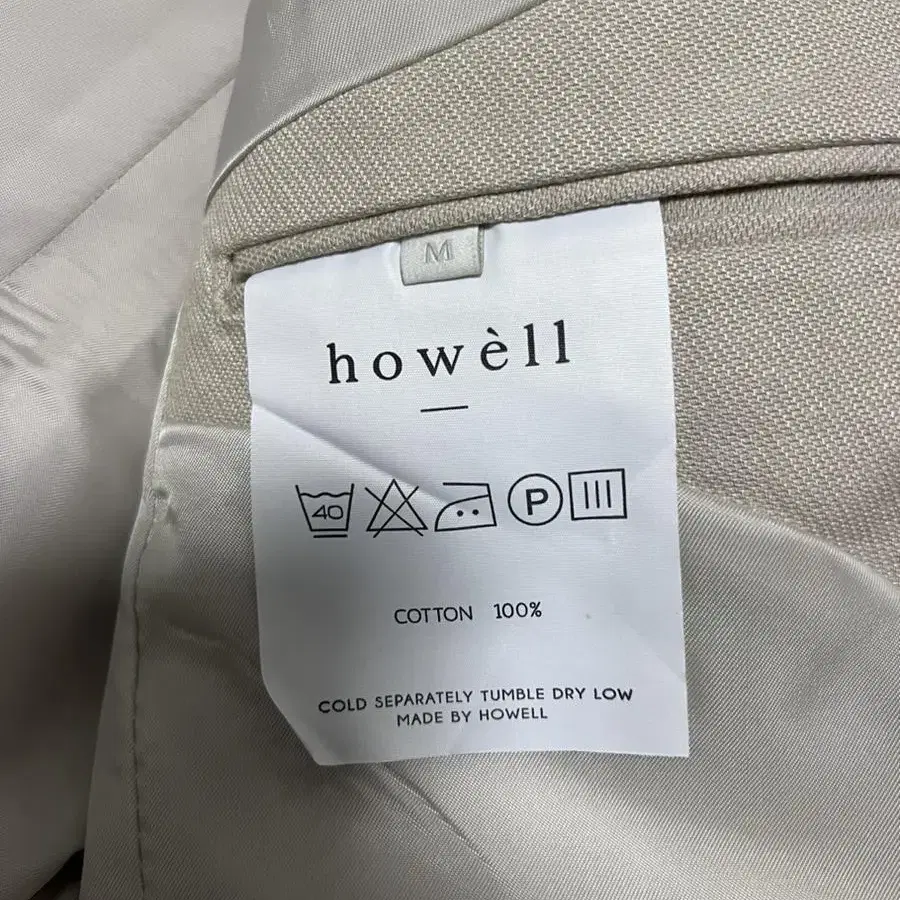 M
howèll
40 P
COTTON 100%
COLD SEPARATELY TUMBLE DRY LOW
MADE BY HOWELL